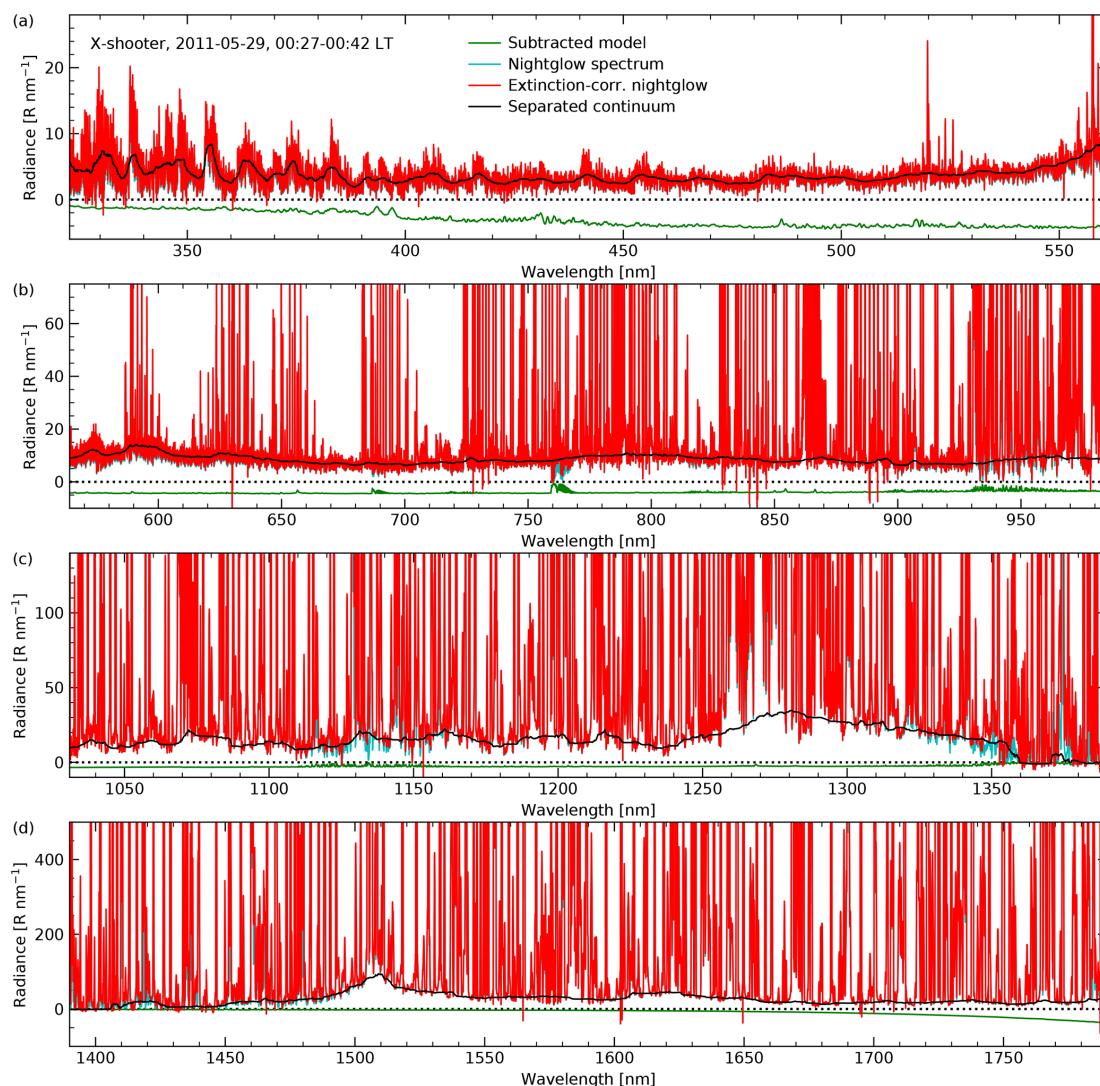 (a)
X-shooter, 2011-05-29, 00:27-00:42 LT
Subtracted model
Nightglow spectrum
Extinction-corr. nightglow
Separated continuum
Radiance [R nm⁻¹]
20
10
0
350 400 450 500 550
Wavelength [nm]
(b)
Radiance [R nm⁻¹]
60
40
20
0
600 650 700 750 800 850 900 950
Wavelength [nm]
(c)
Radiance [R nm⁻¹]
100
50
0
1050 1100 1150 1200 1250 1300 1350
Wavelength [nm]
(d)
Radiance [R nm⁻¹]
400
200
0
1400 1450 1500 1550 1600 1650 1700 1750
Wavelength [nm]